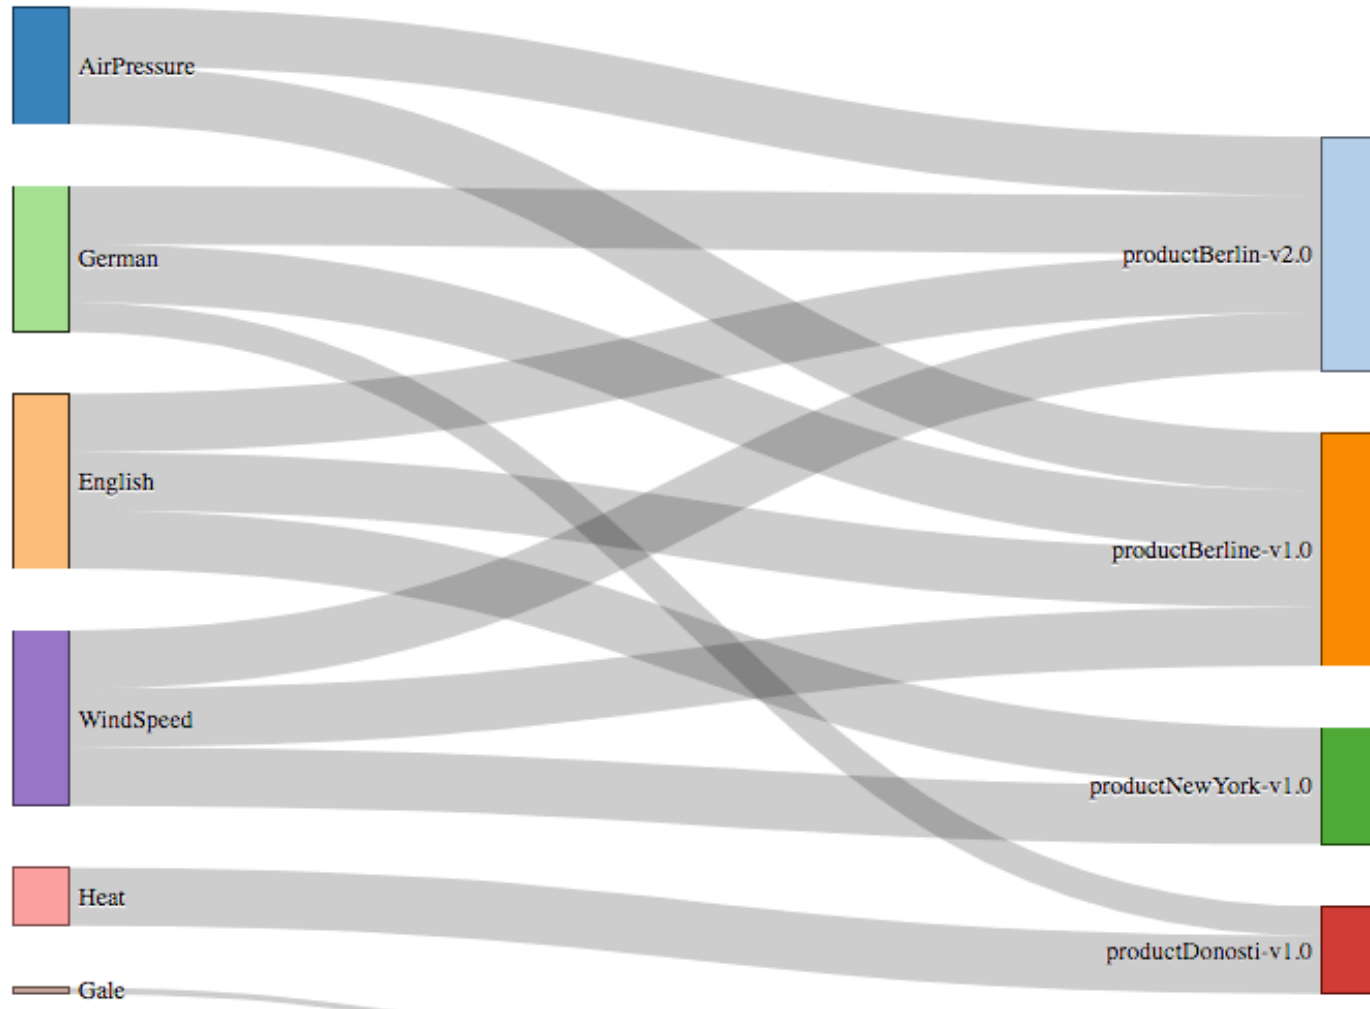 AirPressure
German
productBerlin-v2.0
English
productBerline-v1.0
WindSpeed
productNewYork-v1.0
Heat
productDonosti-v1.0
Gale